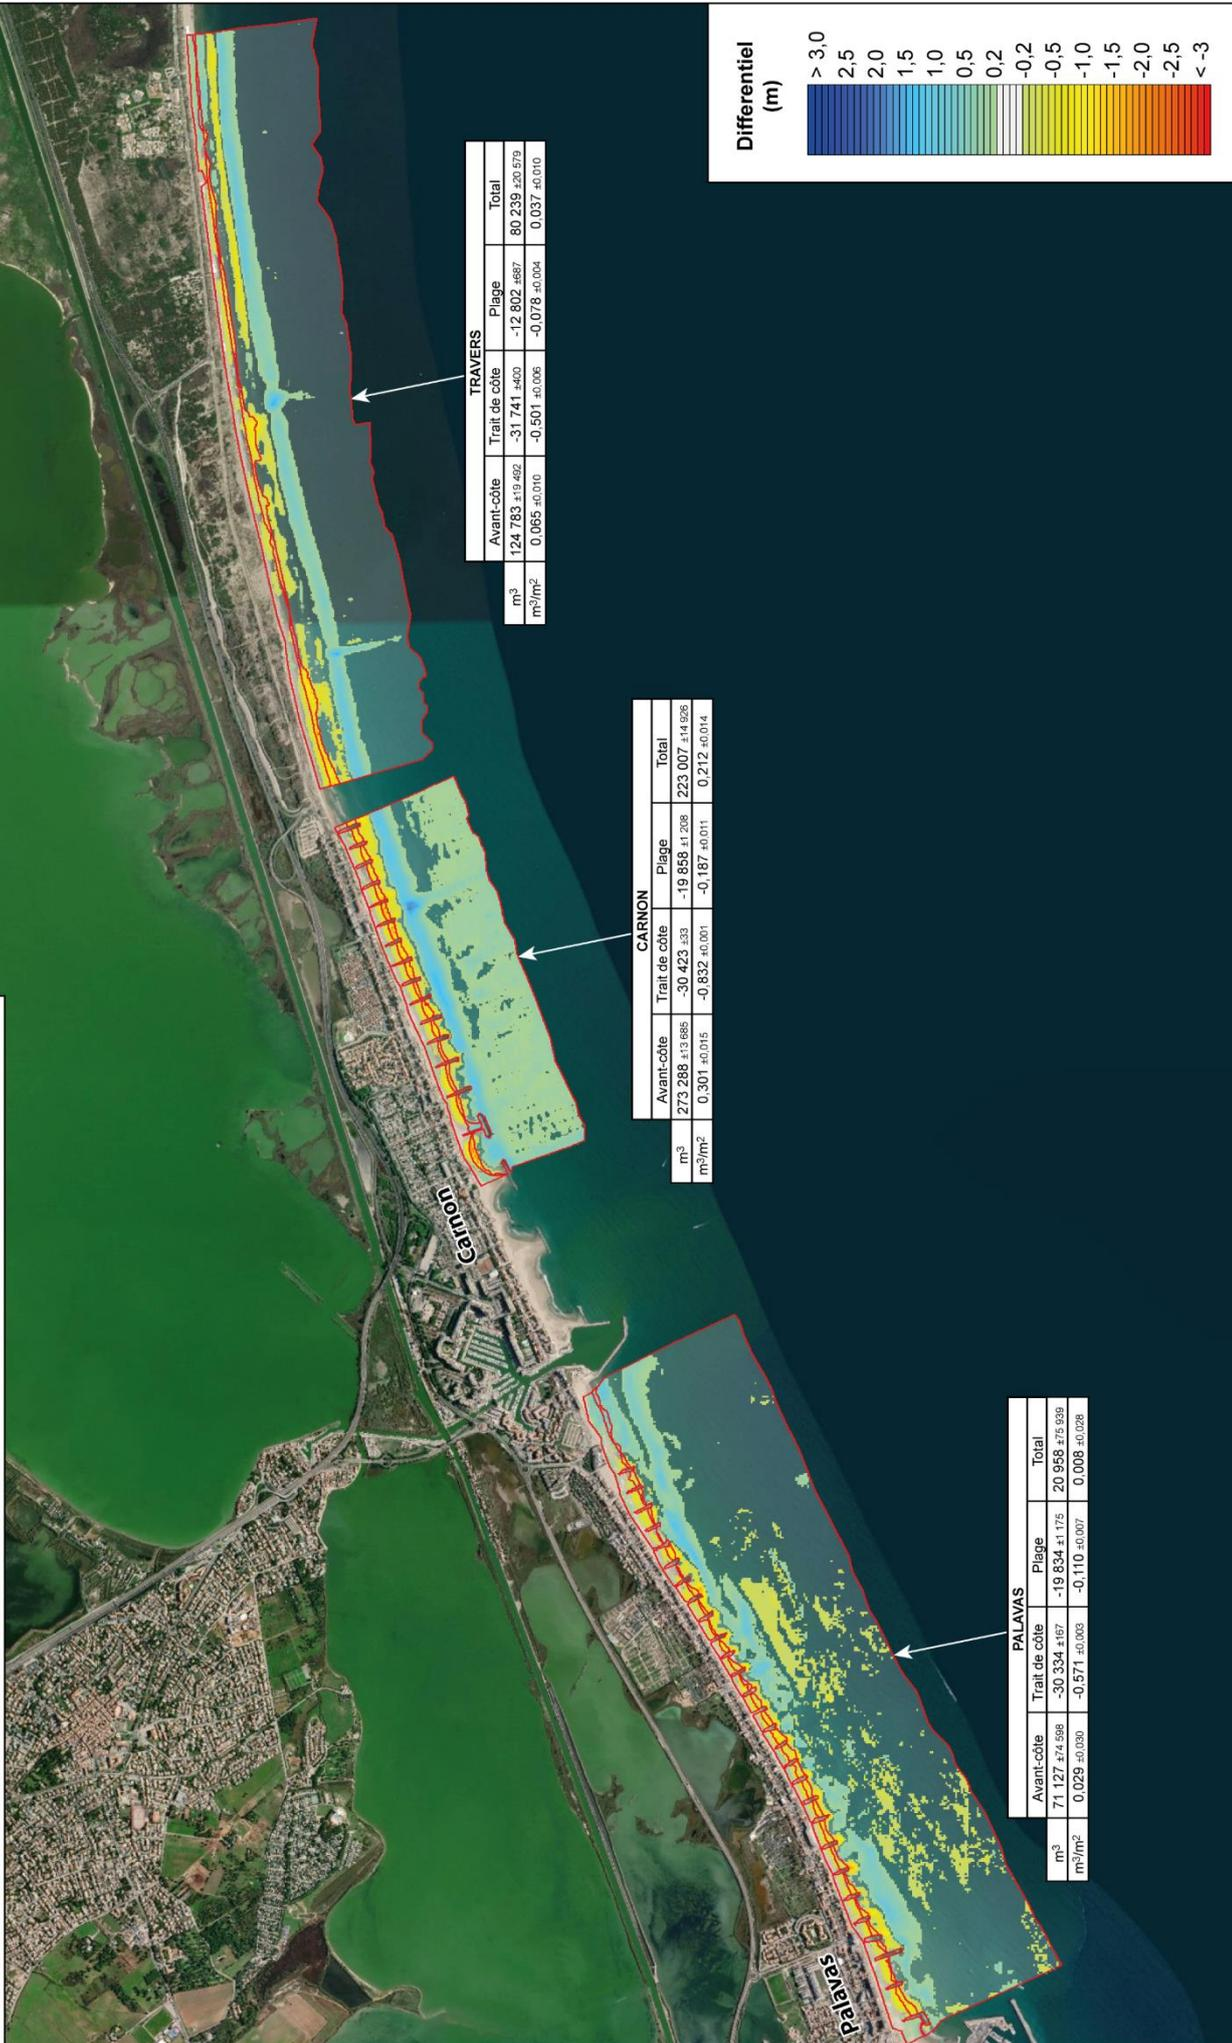 Differentiel
(m)
> 3,0
2,5
2,0
1,5
1,0
0,5
0,2
-0,2
-0,5
-1,0
-1,5
-2,0
-2,5
< -3
TRAVERS
Avant-côte Trait de côte Plage Total
m³ 124 783 ±19 492 -31 741 ±400 -12 802 ±687 80 239 ±20 579
m³/m² 0,065 ±0,010 -0,501 ±0,006 -0,078 ±0,004 0,037 ±0,010
CARNON
Avant-côte Trait de côte Plage Total
m³ 273 288 ±13 685 -30 423 ±33 -19 858 ±1 208 223 007 ±14 926
m³/m² 0,301 ±0,015 -0,832 ±0,001 -0,187 ±0,011 0,212 ±0,014
PALAVAS
Avant-côte Trait de côte Plage Total
m³ 71 127 ±74 598 -30 334 ±167 -19 834 ±1 175 20 958 ±75 939
m³/m² 0,029 ±0,030 -0,571 ±0,003 -0,110 ±0,007 0,008 ±0,028
Carnon
Palavas